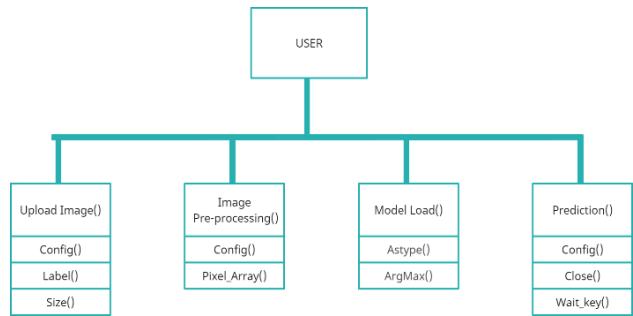 USER
Upload Image()
Config()
Label()
Size()
Image
Pre-processing()
Config()
Pixel_Array()
Model Load()
Astype()
ArgMax()
Prediction()
Config()
Close()
Wait_key()